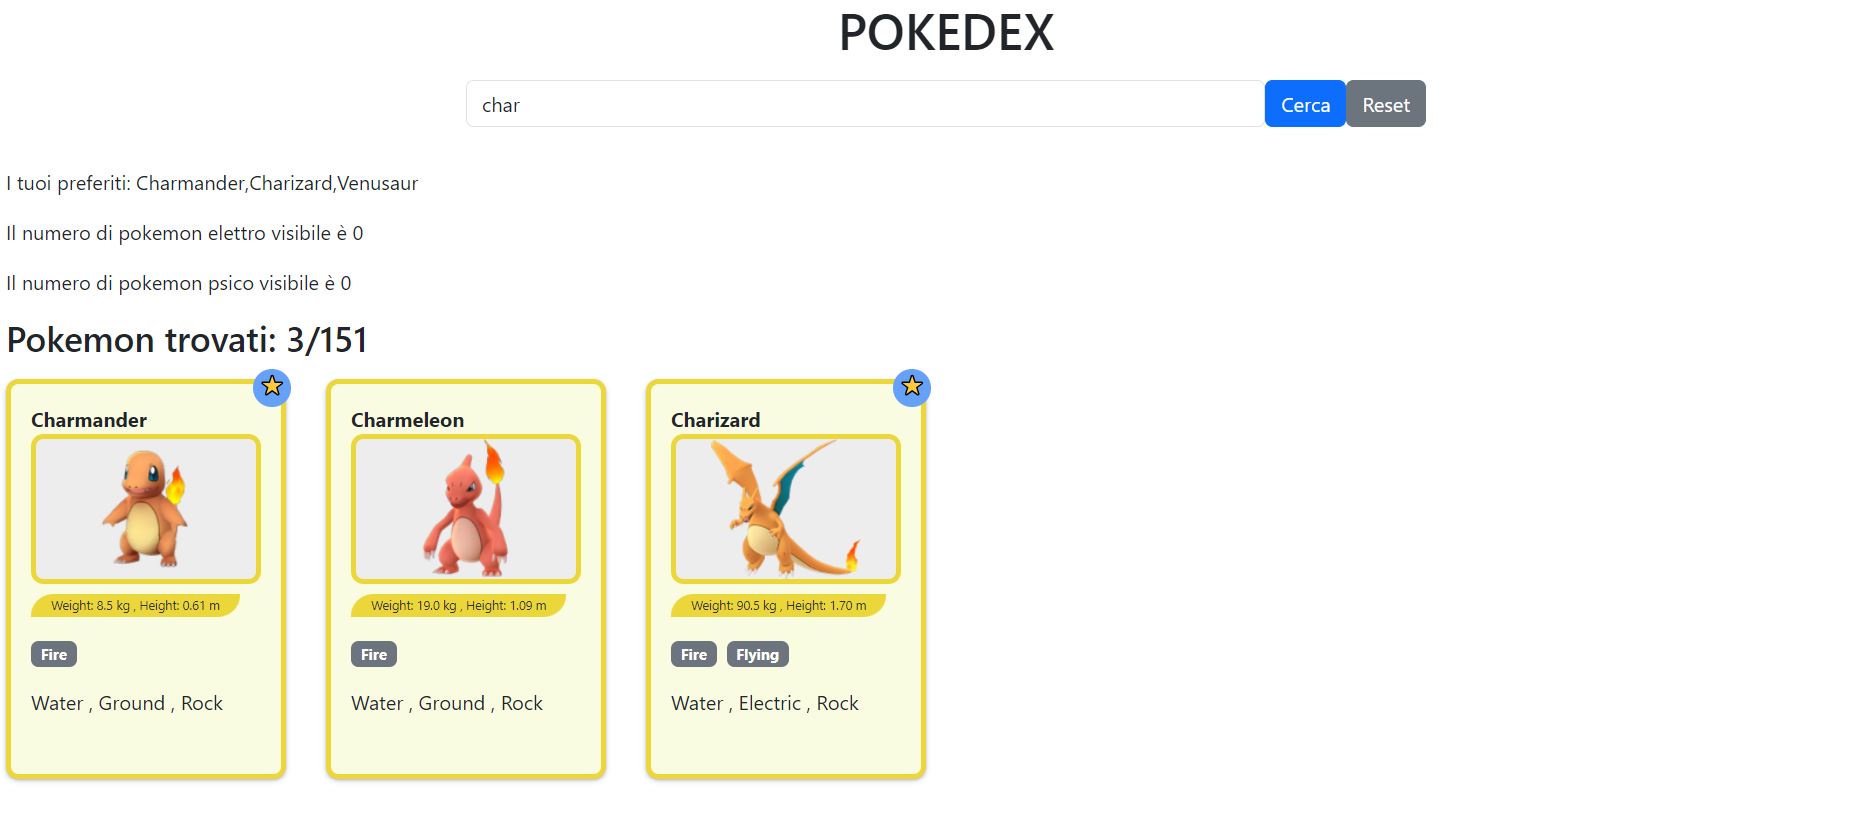 POKEDEX
char
Cerca
Reset
I tuoi preferiti: Charmander,Charizard,Venusaur
Il numero di pokemon elettro visibile è 0
Il numero di pokemon psico visibile è 0
Pokemon trovati: 3/151
Charmander
Weight: 8.5 kg , Height: 0.61 m
Fire
Water , Ground , Rock
Charmeleon
Weight: 19.0 kg , Height: 1.09 m
Fire
Water , Ground , Rock
Charizard
Weight: 90.5 kg , Height: 1.70 m
Fire Flying
Water , Electric , Rock